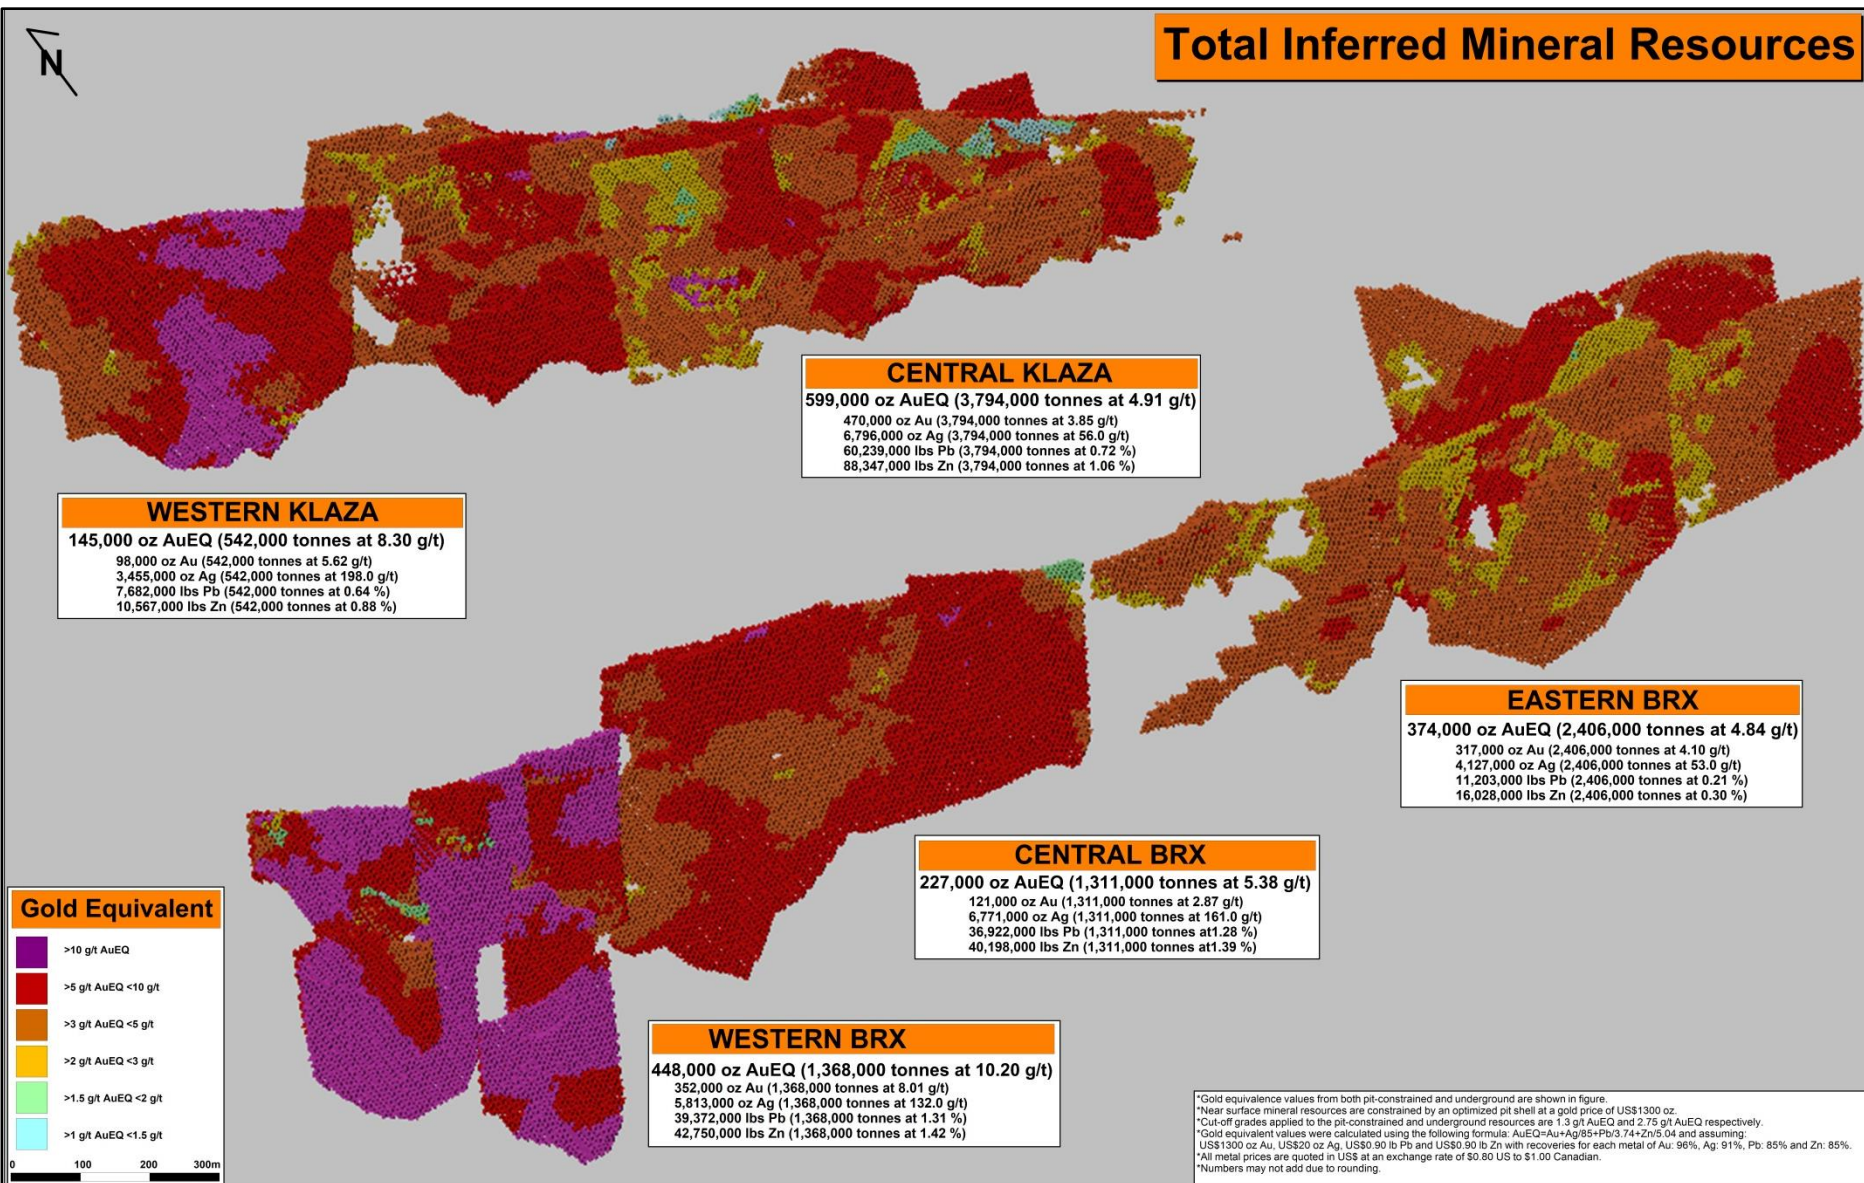 Total Inferred Mineral Resources
N
CENTRAL KLAZA
599,000 oz AuEQ (3,794,000 tonnes at 4.91 g/t)
470,000 oz Au (3,794,000 tonnes at 3.85 g/t)
6,796,000 oz Ag (3,794,000 tonnes at 56.0 g/t)
60,239,000 lbs Pb (3,794,000 tonnes at 0.72 %)
88,347,000 lbs Zn (3,794,000 tonnes at 1.06 %)
WESTERN KLAZA
145,000 oz AuEQ (542,000 tonnes at 8.30 g/t)
98,000 oz Au (542,000 tonnes at 5.62 g/t)
3,455,000 oz Ag (542,000 tonnes at 198.0 g/t)
7,682,000 lbs Pb (542,000 tonnes at 0.64 %)
10,567,000 lbs Zn (542,000 tonnes at 0.88 %)
EASTERN BRX
374,000 oz AuEQ (2,406,000 tonnes at 4.84 g/t)
317,000 oz Au (2,406,000 tonnes at 4.10 g/t)
4,127,000 oz Ag (2,406,000 tonnes at 53.0 g/t)
11,203,000 lbs Pb (2,406,000 tonnes at 0.21 %)
16,028,000 lbs Zn (2,406,000 tonnes at 0.30 %)
CENTRAL BRX
227,000 oz AuEQ (1,311,000 tonnes at 5.38 g/t)
121,000 oz Au (1,311,000 tonnes at 2.87 g/t)
6,771,000 oz Ag (1,311,000 tonnes at 161.0 g/t)
36,922,000 lbs Pb (1,311,000 tonnes at1.28 %)
40,198,000 lbs Zn (1,311,000 tonnes at1.39 %)
WESTERN BRX
448,000 oz AuEQ (1,368,000 tonnes at 10.20 g/t)
352,000 oz Au (1,368,000 tonnes at 8.01 g/t)
5,813,000 oz Ag (1,368,000 tonnes at 132.0 g/t)
39,372,000 lbs Pb (1,368,000 tonnes at 1.31 %)
42,750,000 lbs Zn (1,368,000 tonnes at 1.42 %)
Gold Equivalent
>10 g/t AuEQ
>5 g/t AuEQ <10 g/t
>3 g/t AuEQ <5 g/t
>2 g/t AuEQ <3 g/t
>1.5 g/t AuEQ <2 g/t
>1 g/t AuEQ <1.5 g/t
0 100 200 300m
*Gold equivalence values from both pit-constrained and underground are shown in figure.
*Near surface mineral resources are constrained by an optimized pit shell at a gold price of US$1300 oz.
*Cut-off grades applied to the pit-constrained and underground resources are 1.3 g/t AuEQ and 2.75 g/t AuEQ respectively.
*Gold equivalent values were calculated using the following formula: AuEQ=Au+Ag/85+Pb/3.74+Zn/5.04 and assuming:
US$1300 oz Au, US$20 oz Ag, US$0.90 lb Pb and US$0.90 lb Zn with recoveries for each metal of Au: 96%, Ag: 91%, Pb: 85% and Zn: 85%.
*All metal prices are quoted in US$ at an exchange rate of $0.80 US to $1.00 Canadian.
*Numbers may not add due to rounding.